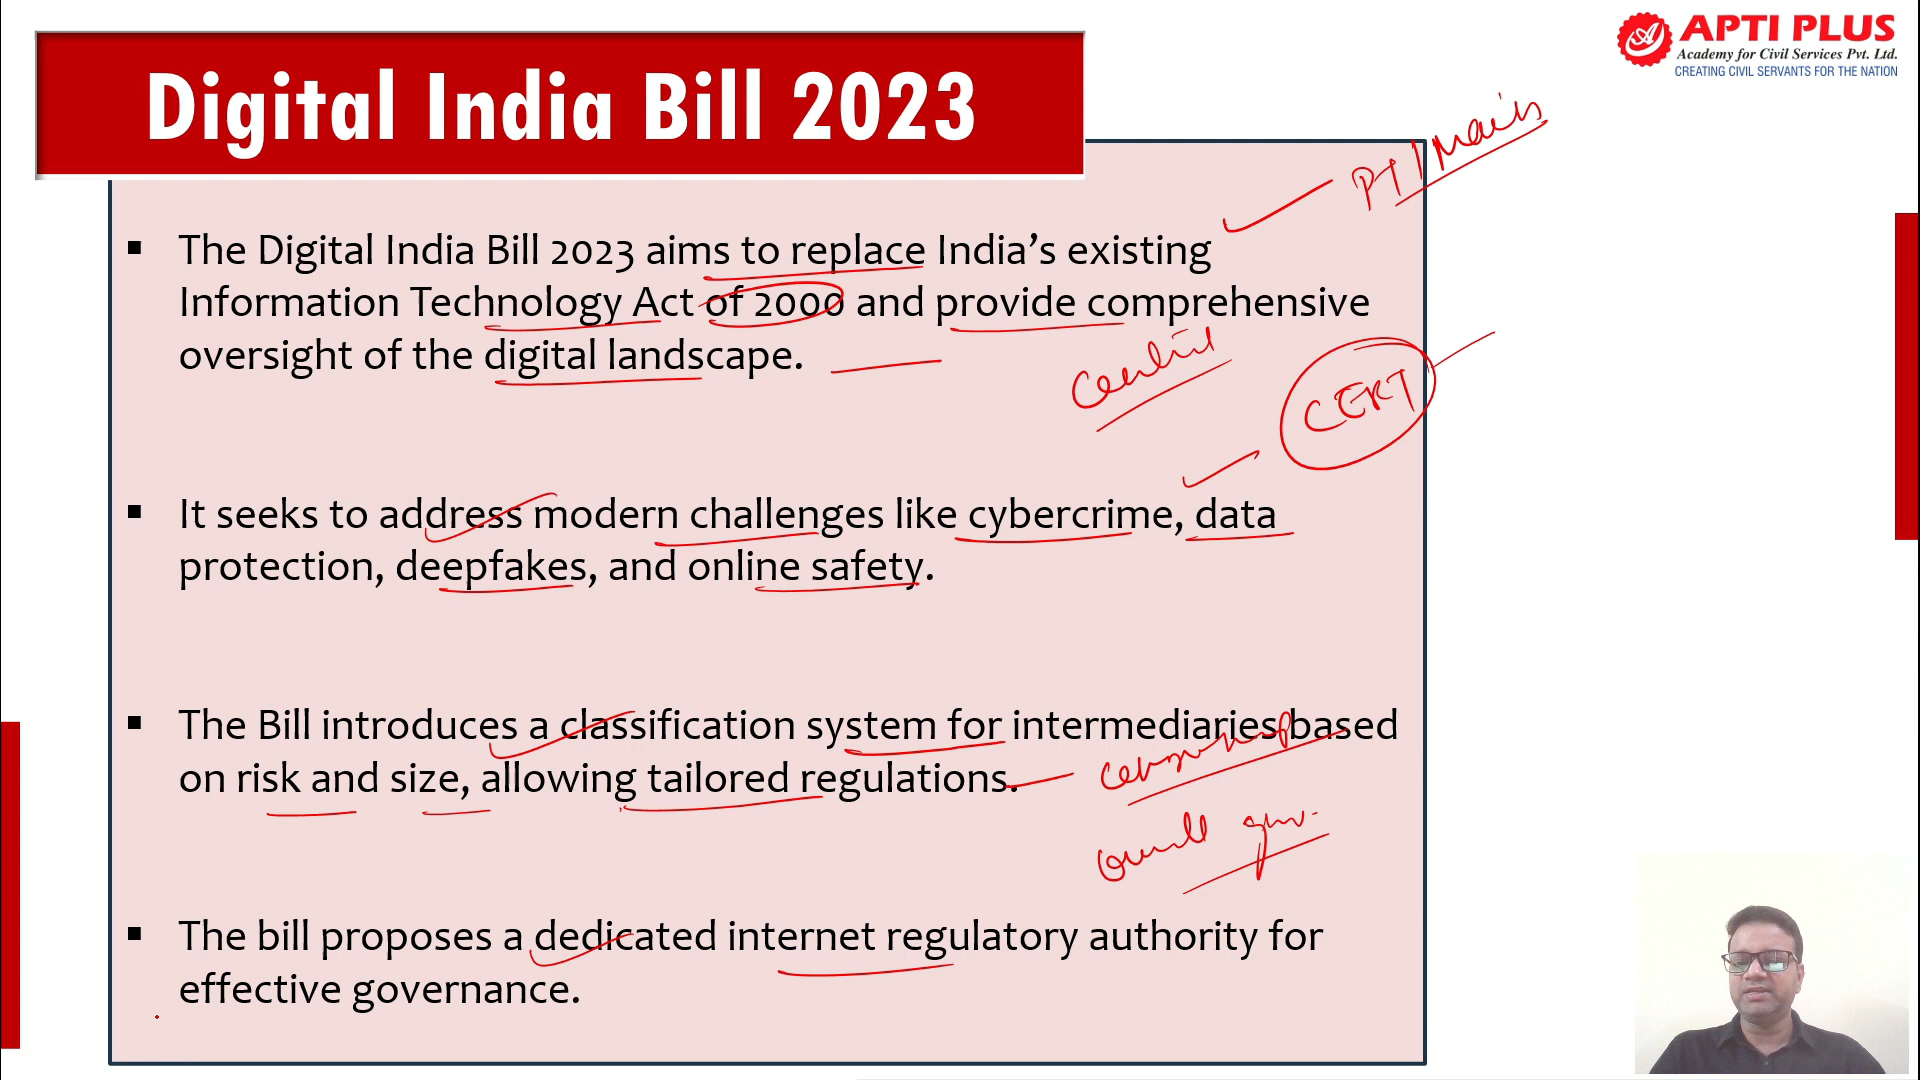 APTI PLUS
Academy for Civil Services Pvt. Ltd.
CREATING CIVIL SERVANTS FOR THE NATION
Digital India Bill 2023
PT/Mains
▪ The Digital India Bill 2023 aims to replace India’s existing
Information Technology Act of 2000 and provide comprehensive
oversight of the digital landscape.
CERT
▪ It seeks to address modern challenges like cybercrime, data
protection, deepfakes, and online safety.
▪ The Bill introduces a classification system for intermediaries based
on risk and size, allowing tailored regulations.
censorship
▪ The bill proposes a dedicated internet regulatory authority for
effective governance.